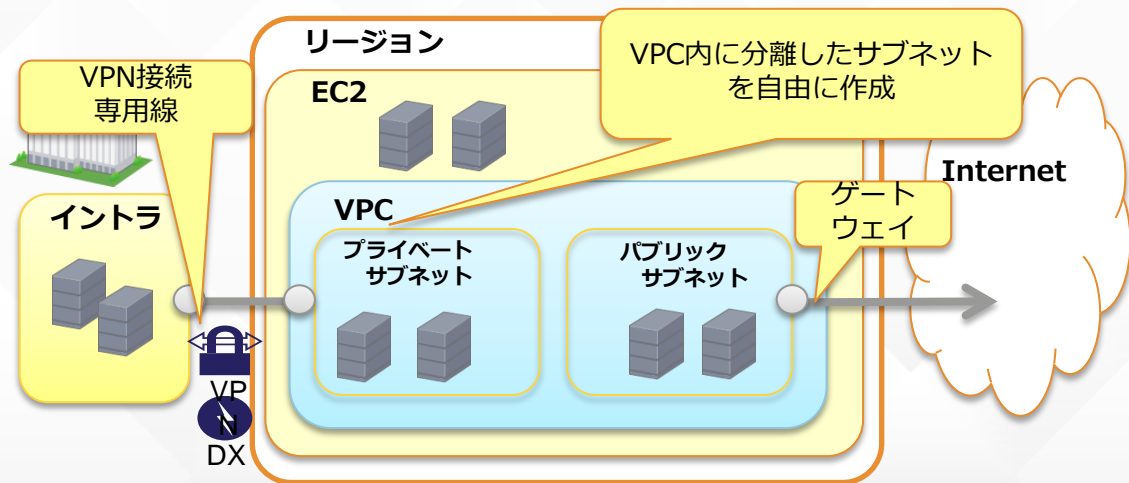 リージョン
VPC内に分離したサブネット
を自由に作成
VPN接続
専用線
EC2
Internet
ゲート
ウェイ
イントラ
VPC
プライベート
サブネット
パブリック
サブネット
VP
N
DX